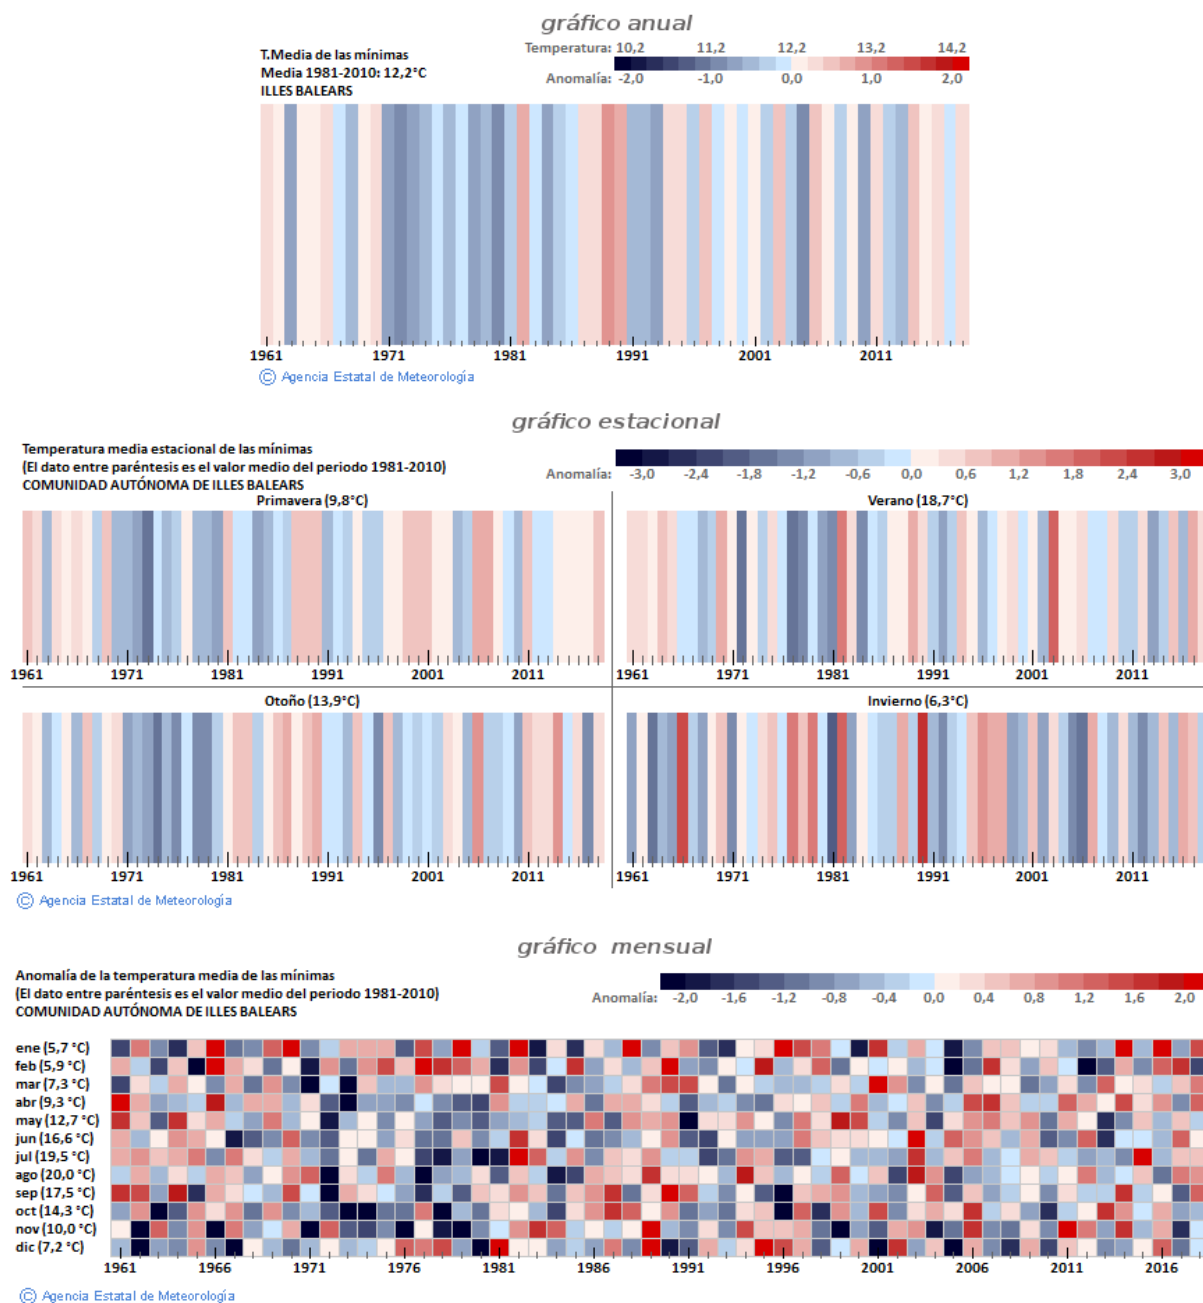 gráfico anual
T.Media de las mínimas
Media 1981-2010: 12,2°C
ILLES BALEARS
Temperatura: 10,2 11,2 12,2 13,2 14,2
Anomalía: -2,0 -1,0 0,0 1,0 2,0
1961 1971 1981 1991 2001 2011
© Agencia Estatal de Meteorología
gráfico estacional
Temperatura media estacional de las mínimas
(El dato entre paréntesis es el valor medio del periodo 1981-2010)
COMUNIDAD AUTÓNOMA DE ILLES BALEARS
Anomalía: -3,0 -2,4 -1,8 -1,2 -0,6 0,0 0,6 1,2 1,8 2,4 3,0
Primavera (9,8°C)
1961 1971 1981 1991 2001 2011
Verano (18,7°C)
1961 1971 1981 1991 2001 2011
Otoño (13,9°C)
1961 1971 1981 1991 2001 2011
Invierno (6,3°C)
1961 1971 1981 1991 2001 2011
© Agencia Estatal de Meteorología
gráfico mensual
Anomalía de la temperatura media de las mínimas
(El dato entre paréntesis es el valor medio del periodo 1981-2010)
COMUNIDAD AUTÓNOMA DE ILLES BALEARS
Anomalía: -2,0 -1,6 -1,2 -0,8 -0,4 0,0 0,4 0,8 1,2 1,6 2,0
ene (5,7 °C)
feb (5,9 °C)
mar (7,3 °C)
abr (9,3 °C)
may (12,7 °C)
jun (16,6 °C)
jul (19,5 °C)
ago (20,0 °C)
sep (17,5 °C)
oct (14,3 °C)
nov (10,0 °C)
dic (7,2 °C)
1961 1966 1971 1976 1981 1986 1991 1996 2001 2006 2011 2016
© Agencia Estatal de Meteorología